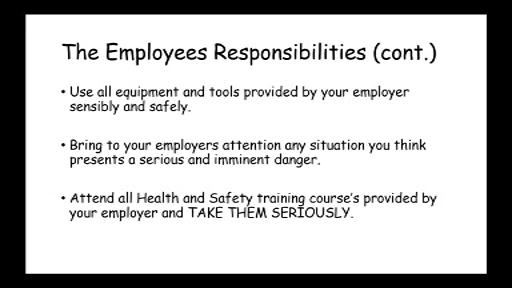 The Employees Responsibilities (cont.)
• Use all equipment and tools provided by your employer
sensibly and safely.
• Bring to your employers attention any situation you think
presents a serious and imminent danger.
• Attend all Health and Safety training course's provided by
your employer and TAKE THEM SERIOUSLY.